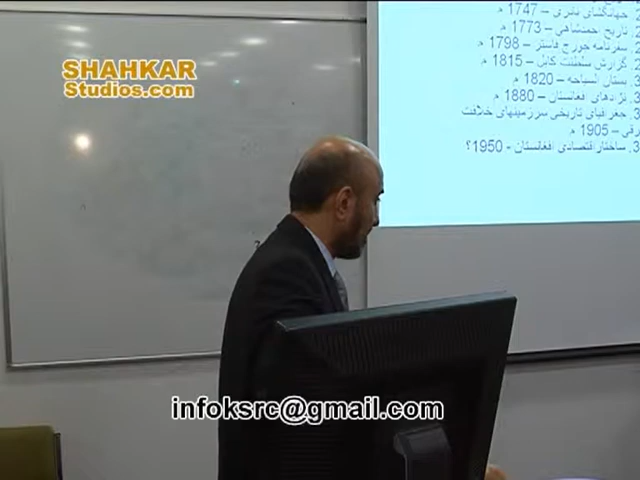 SHAHKAR
Studios.com
جهانگشای نادری – 1747 م
تاریخ احمدشاهی – 1773 م
سفرنامه جورج فاستر – 1798 م
گزارش سلطنت کابل – 1815 م
بستان السیاحه – 1820 م
نژادهای افغانستان – 1880 م
جغرافیای تاریخی سرزمینهای خلافت
1905 م
ساختار اقتصادی افغانستان - 1950؟
infoksrc@gmail.com